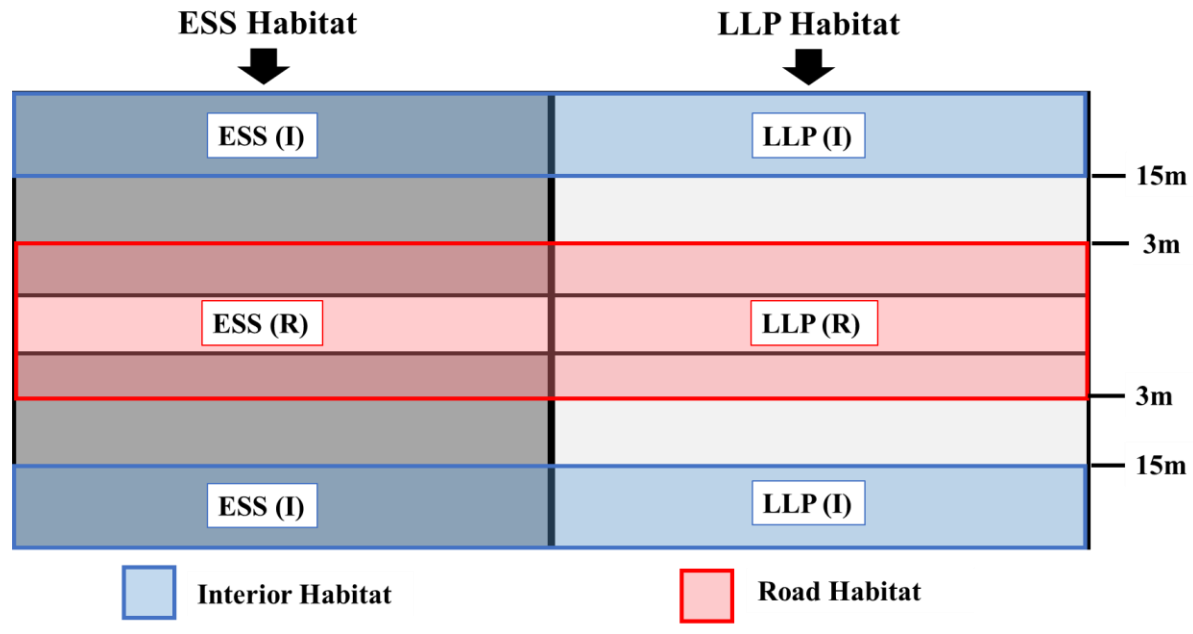 ESS Habitat
LLP Habitat
ESS (I)
LLP (I)
15m
3m
ESS (R)
LLP (R)
3m
15m
ESS (I)
LLP (I)
Interior Habitat
Road Habitat